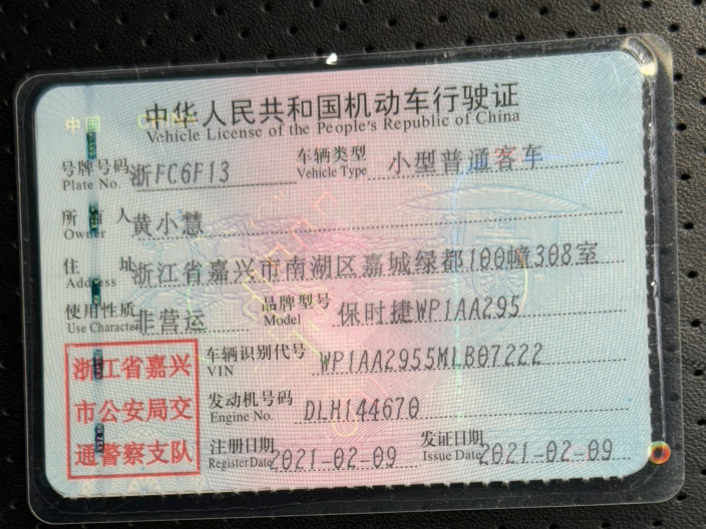 中国 CHINA
中华人民共和国机动车行驶证
Vehicle License of the People's Republic of China
号牌号码 浙FC6F13 车辆类型 小型普通客车
Plate No. Vehicle Type
所有人 黄小慧
Owner
住址 浙江省嘉兴市南湖区嘉城绿都100幢308室
Address
使用性质 非营运 品牌型号 保时捷WP1AA295
Use Character Model
浙江省嘉兴
市公安局交
通警察支队
车辆识别代号 WP1AA2955MLB07222
VIN
发动机号码 DLH144670
Engine No.
注册日期 2021-02-09 发证日期 2021-02-09
Register Date Issue Date